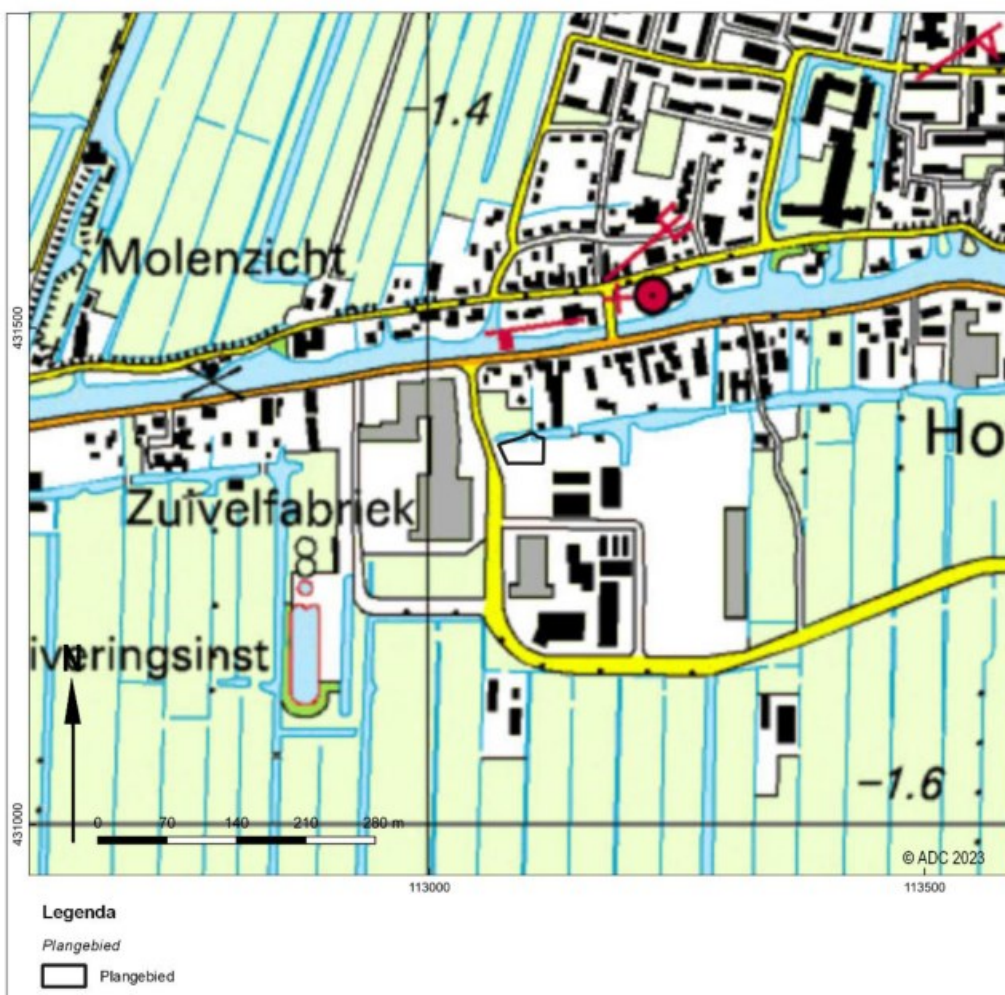 −1.4
Molenzicht
431500
Ho
Zuivelfabriek
iveringsinst
N
−1.6
0 70 140 210 280 m
431000
© ADC 2023
113000 113500
Legenda
Plangebied
Plangebied